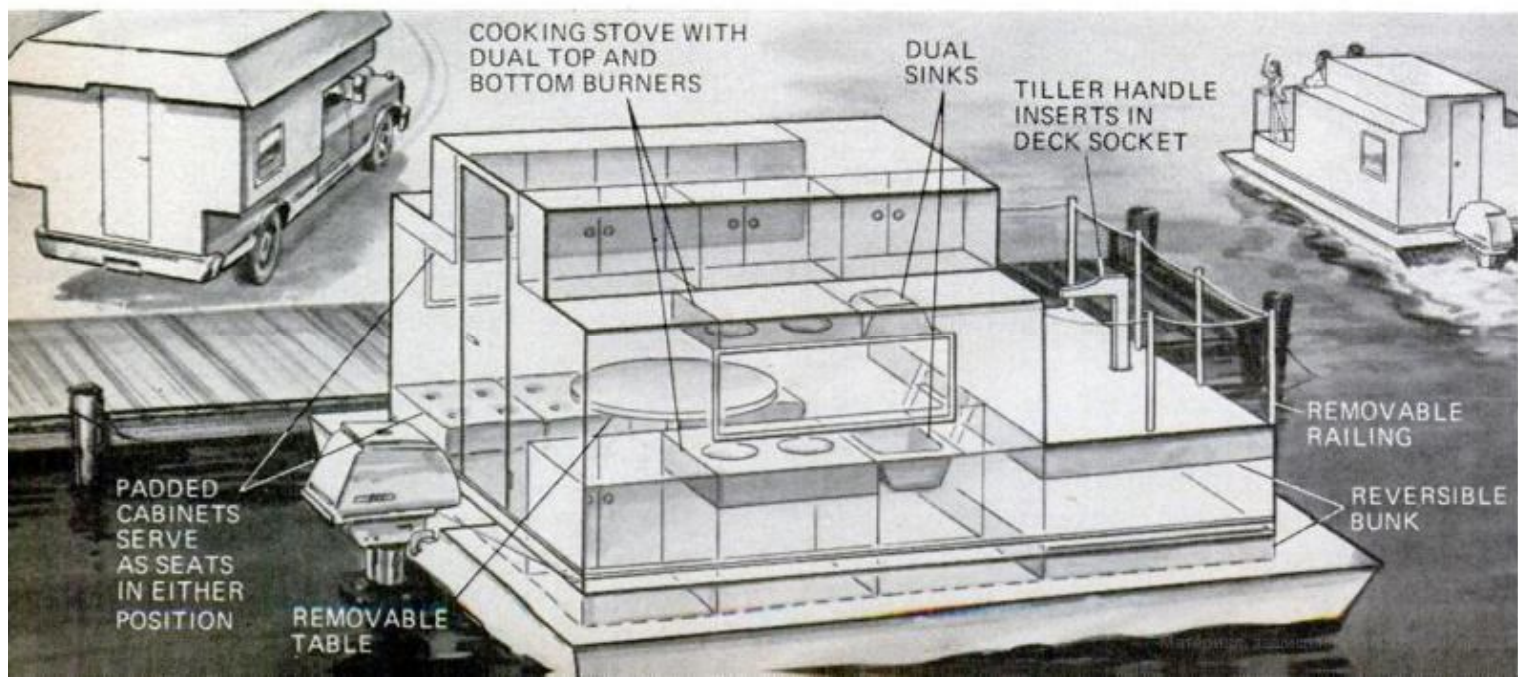 COOKING STOVE WITH
DUAL TOP AND
BOTTOM BURNERS
DUAL
SINKS
TILLER HANDLE
INSERTS IN
DECK SOCKET
PADDED
CABINETS
SERVE
AS SEATS
IN EITHER
POSITION
REMOVABLE
TABLE
REMOVABLE
RAILING
REVERSIBLE
BUNK